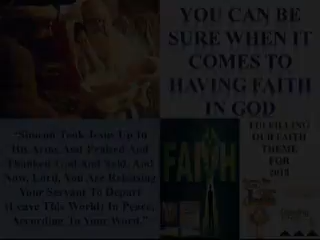 YOU CAN BE
SURE WHEN IT
COMES TO
HAVING FAITH
IN GOD
"Simeon Took Jesus Up In
His Arms And Praised And
Thanked God And Said, And
Now, Lord, You Are Releasing
Your Servant To Depart
(Leave This World) In Peace,
According To Your Word."
FAITH
FULFILLING
OUR FAITH
THEME
FOR
2018